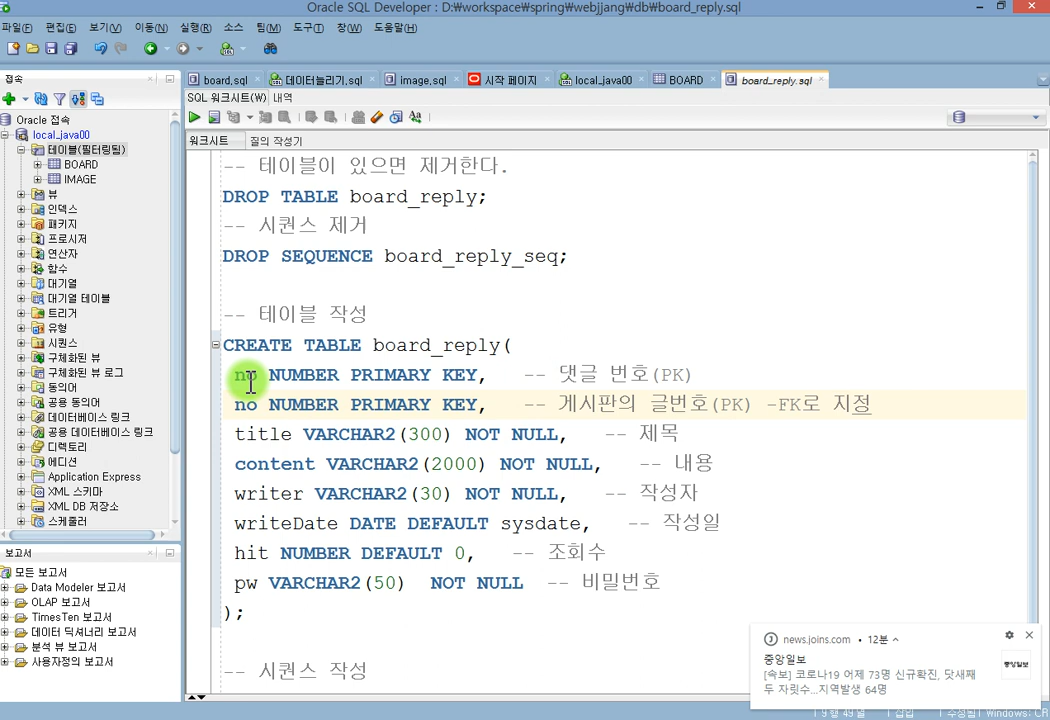 Oracle SQL Developer : D:₩workspace₩spring₩webjjang₩db₩board_reply.sql
파일(F) 편집(E) 보기(V) 이동(N) 실행(R) 소스 팀(M) 도구(T) 창(W) 도움말(H)
접속
Oracle 접속
local_java00
테이블(필터링됨)
BOARD
IMAGE
뷰
인덱스
패키지
프로시저
연산자
함수
대기열
대기열 테이블
트리거
유형
시퀀스
구체화된 뷰
구체화된 뷰 로그
동의어
공용 동의어
데이터베이스 링크
공용 데이터베이스 링크
디렉토리
에디션
Application Express
XML 스키마
XML DB 저장소
스케줄러
보고서
모든 보고서
Data Modeler 보고서
OLAP 보고서
TimesTen 보고서
데이터 딕셔너리 보고서
분석 뷰 보고서
사용자정의 보고서
board.sql 데이터늘리기.sql image.sql 시작 페이지 local_java00 BOARD board_reply.sql
SQL 워크시트(W) 내역
워크시트 질의 작성기
-- 테이블이 있으면 제거한다.
DROP TABLE board_reply;
-- 시퀀스 제거
DROP SEQUENCE board_reply_seq;
-- 테이블 작성
CREATE TABLE board_reply(
no NUMBER PRIMARY KEY, -- 댓글 번호(PK)
no NUMBER PRIMARY KEY, -- 게시판의 글번호(PK) -FK로 지정
title VARCHAR2(300) NOT NULL, -- 제목
content VARCHAR2(2000) NOT NULL, -- 내용
writer VARCHAR2(30) NOT NULL, -- 작성자
writeDate DATE DEFAULT sysdate, -- 작성일
hit NUMBER DEFAULT 0, -- 조회수
pw VARCHAR2(50) NOT NULL -- 비밀번호
);
-- 시퀀스 작성
news.joins.com • 12분
중앙일보
[속보] 코로나19 어제 73명 신규확진, 닷새째
두 자릿수...지역발생 64명
중앙일보
9행 49열 삽입 수정됨 Windows: CR